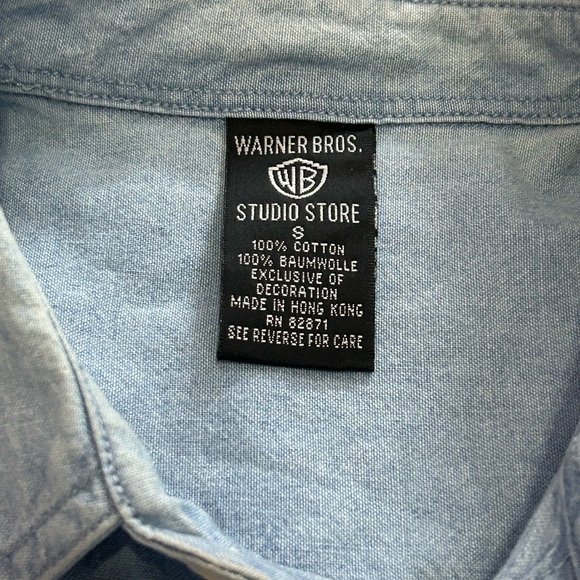 WARNER BROS.
WB
STUDIO STORE
S
100% COTTON
100% BAUMWOLLE
EXCLUSIVE OF
DECORATION
MADE IN HONG KONG
RN 82871
SEE REVERSE FOR CARE